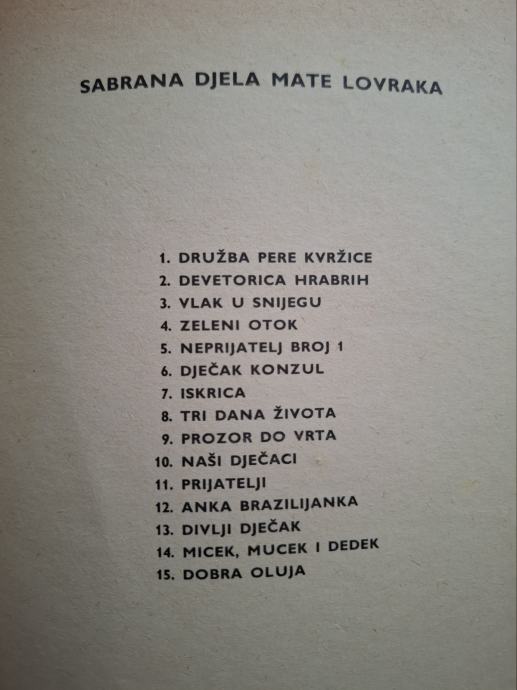 SABRANA DJELA MATE LOVRAKA
1. DRUŽBA PERE KVRŽICE
2. DEVETORICA HRABRIH
3. VLAK U SNIJEGU
4. ZELENI OTOK
5. NEPRIJATELJ BROJ 1
6. DJEČAK KONZUL
7. ISKRICA
8. TRI DANA ŽIVOTA
9. PROZOR DO VRTA
10. NAŠI DJEČACI
11. PRIJATELJI
12. ANKA BRAZILIJANKA
13. DIVLJI DJEČAK
14. MICEK, MUCEK I DEDEK
15. DOBRA OLUJA